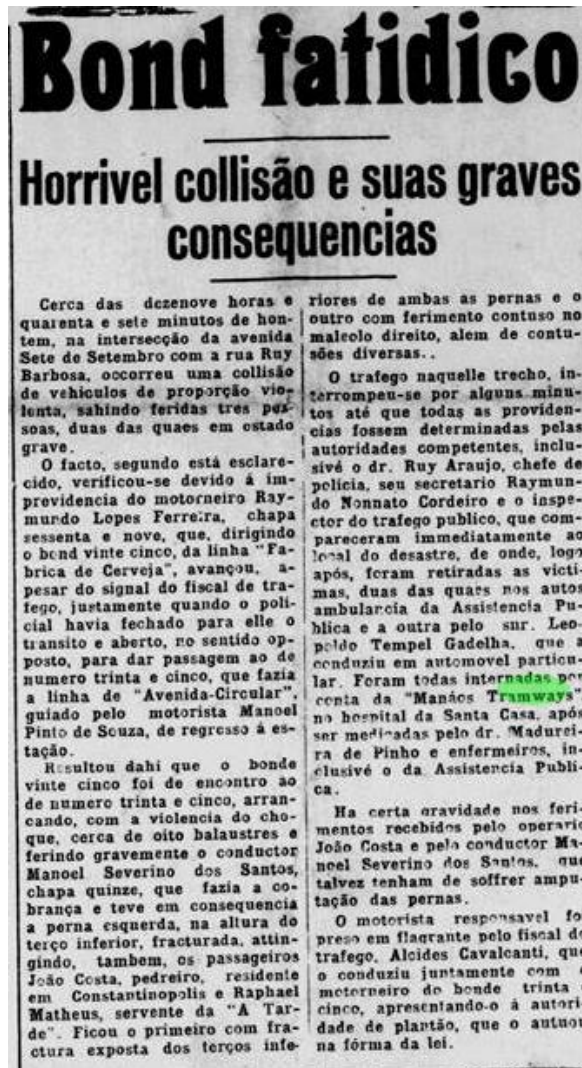 Bond fatidico
Horrivel collisão e suas graves
consequencias
Cerca das dezenove horas e
quarenta e sete minutos de hon-
tem, na intersecção da avenida
Sete de Setembro com a rua Ruy
Barbosa, occorreu uma collisão
de vehiculos de proporção vio-
lenta, sahindo feridas tres pes-
soas, duas das quaes em estado
grave.
O facto, segundo está esclare-
cido, verificou-se devido á im-
previdencia do motorneiro Ray-
mundo Lopes Ferreira, chapa
sessenta e nove, que, dirigindo
o bond vinte cinco, da linha "Fa-
brica de Cerveja", avançou, a-
pesar do signal do fiscal de tra-
fego, justamente quando o poli-
cial havia fechado para elle o
transito e aberto, no sentido op-
posto, para dar passagem ao de
numero trinta e cinco, que fazia
a linha de "Avenida-Circular",
guiado pelo motorista Manoel
Pinto de Souza, de regresso á es-
tação.
Resultou dahi que o bonde
vinte cinco foi de encontro ao
de numero trinta e cinco, arran-
cando, com a violencia do cho-
que, cerca de oito balaustres e
ferindo gravemente o conductor
Manoel Severino dos Santos,
chapa quinze, que fazia a co-
brança e teve em consequencia
a perna esquerda, na altura do
terço inferior, fracturada, attin-
gindo, tambem, os passageiros
João Costa, pedreiro, residente
em Constantinopolis e Raphael
Matheus, servente da "A Tar-
de". Ficou o primeiro com fra-
ctura exposta dos terços infe-
riores de ambas as pernas e o
outro com ferimento contuso no
maleolo direito, alem de contu-
sões diversas..
O trafego naquelle trecho, in-
terrompeu-se por alguns minu-
tos até que todas as providen-
cias fossem determinadas pelas
autoridades competentes, inclu-
sivé o dr. Ruy Araujo, chefe de
policia, seu secretario Raymun-
do Nonnato Cordeiro e o inspe-
ctor do trafego publico, que com-
pareceram immediatamente ao
local do desastre, de onde, logo
após, foram retiradas as victi-
mas, duas das quaes nos autos
ambulancia da Assistencia Pu-
blica e a outra pelo snr. Leo-
poldo Tempel Gadelha, que a
conduziu em automovel particu-
lar. Foram todas internadas por
conta da "Manáos Tramways"
no hospital da Santa Casa, após
ser medicadas pelo dr. Madurei-
ra de Pinho e enfermeiros, in-
clusivé o da Assistencia Publi-
ca.
Ha certa gravidade nos feri-
mentos recebidos pelo operario
João Costa e pelo conductor Ma-
noel Severino dos Santos, que
talvez tenham de soffrer ampu-
tação das pernas.
O motorista responsavel foi
preso em flagrante pelo fiscal do
trafego, Alcides Cavalcanti, que
o conduziu juntamente com o
motorneiro do bonde trinta e
cinco, apresentando-o á autori-
dade de plantão, que o autuou
na fórma da lei.